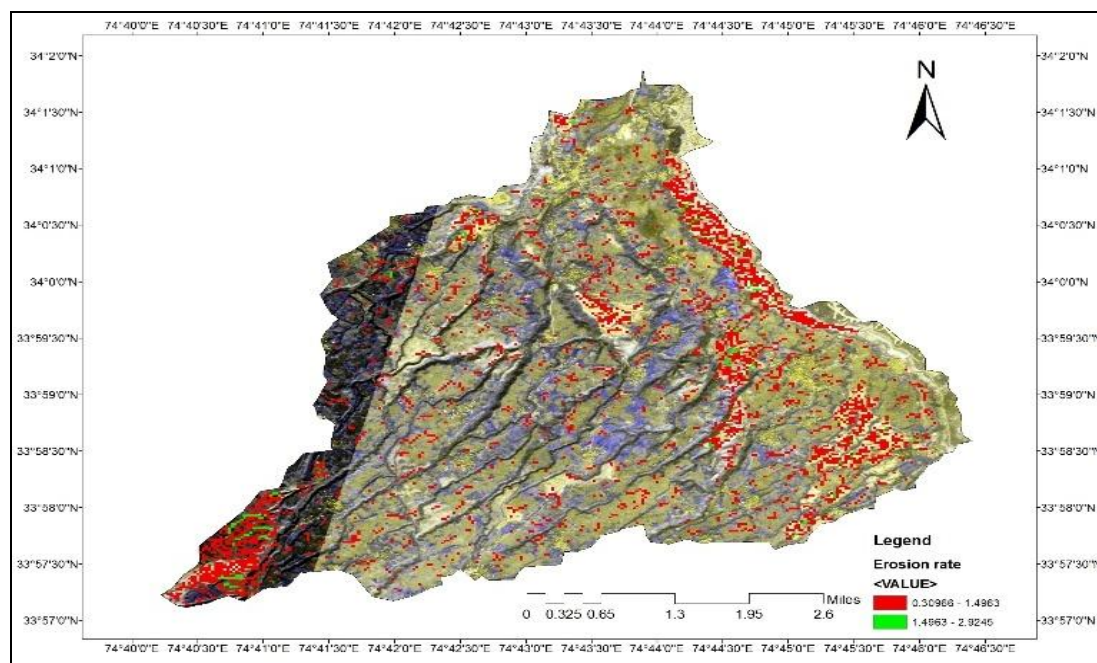 74°40'0"E 74°40'30"E 74°41'0"E 74°41'30"E 74°42'0"E 74°42'30"E 74°43'0"E 74°43'30"E 74°44'0"E 74°44'30"E 74°45'0"E 74°45'30"E 74°46'0"E 74°46'30"E
34°2'0"N 34°2'0"N
N
34°1'30"N 34°1'30"N
34°1'0"N 34°1'0"N
34°0'30"N 34°0'30"N
34°0'0"N 34°0'0"N
33°59'30"N 33°59'30"N
33°59'0"N 33°59'0"N
33°58'30"N 33°58'30"N
33°58'0"N 33°58'0"N
Legend
33°57'30"N 33°57'30"N
Erosion rate
<VALUE>
0.30986 - 1.4963
1.4963 - 2.9245
Miles
0 0.325 0.65 1.3 1.95 2.6
33°57'0"N 33°57'0"N
74°40'0"E 74°40'30"E 74°41'0"E 74°41'30"E 74°42'0"E 74°42'30"E 74°43'0"E 74°43'30"E 74°44'0"E 74°44'30"E 74°45'0"E 74°45'30"E 74°46'0"E 74°46'30"E